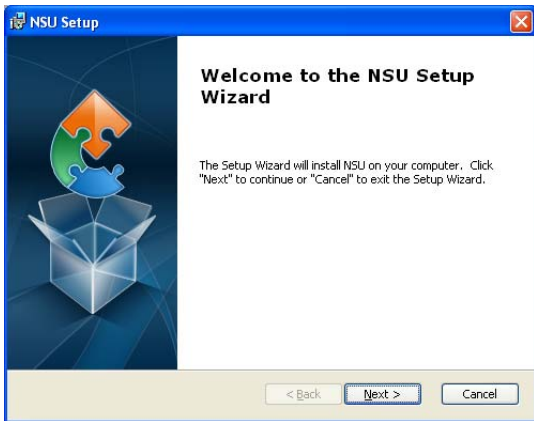 NSU Setup
Welcome to the NSU Setup
Wizard
The Setup Wizard will install NSU on your computer. Click
"Next" to continue or "Cancel" to exit the Setup Wizard.
< Back
Next >
Cancel